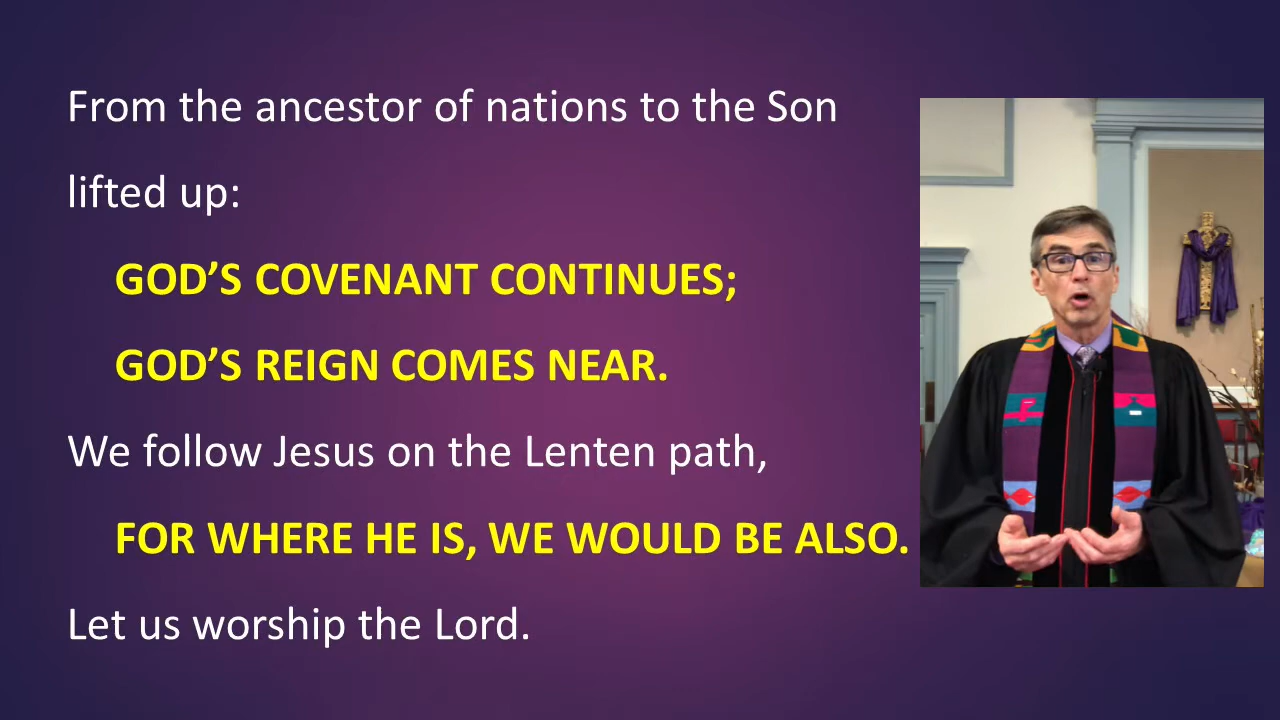 From the ancestor of nations to the Son
lifted up:
GOD’S COVENANT CONTINUES;
GOD’S REIGN COMES NEAR.
We follow Jesus on the Lenten path,
FOR WHERE HE IS, WE WOULD BE ALSO.
Let us worship the Lord.